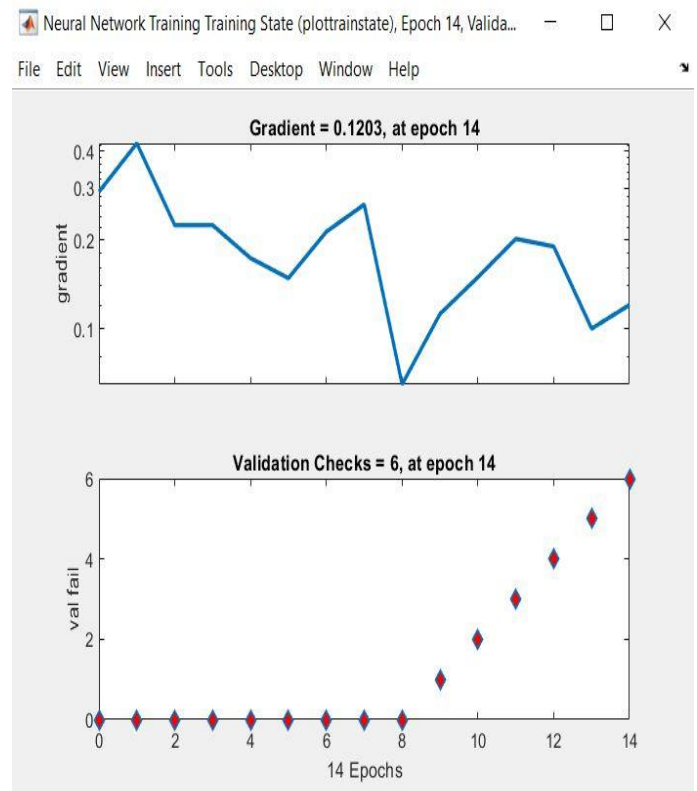 Neural Network Training Training State (plottrainstate), Epoch 14, Valida...
File Edit View Insert Tools Desktop Window Help
Gradient = 0.1203, at epoch 14
0.4
0.3
0.2
0.1
gradient
Validation Checks = 6, at epoch 14
6
4
2
0
val fail
0 2 4 6 8 10 12 14
14 Epochs